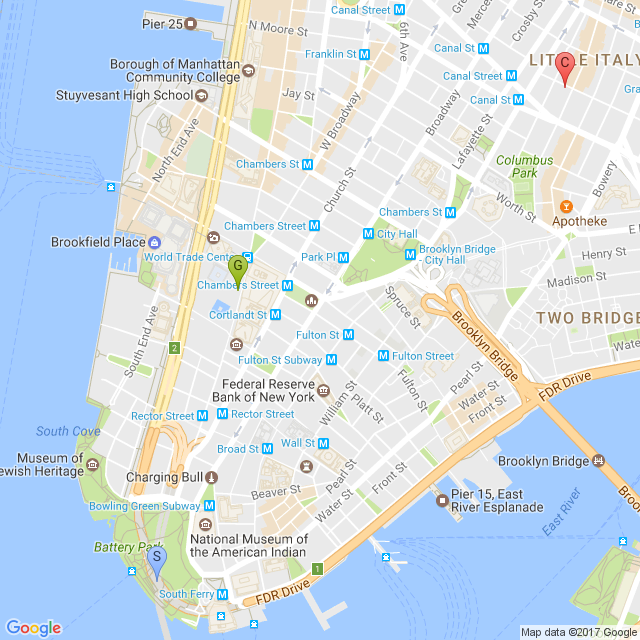 Pier 25
N Moore St
Canal Street
Canal St
6th Ave
Mercer
Crosby St
Franklin St
Canal St
LITTLE ITALY
C
Borough of Manhattan
Community College
Canal Street
Stuyvesant High School
Jay St
Canal St
W Broadway
Broadway
Lafayette St
North End Ave
Chambers St
Columbus
Park
Bowery
Church St
Worth St
Chambers Street
Chambers St
Apotheke
City Hall
Brookfield Place
World Trade Center
Park Pl
Brooklyn Bridge
- City Hall
Henry St
G
Madison St
Chambers Street
Spruce St
Cortlandt St
TWO BRIDGE
South End Ave
Fulton St
Brooklyn Bridge
2
Fulton St Subway
Fulton Street
Federal Reserve
Bank of New York
Fulton St
Pearl St
Water St
Front St
FDR Drive
William St
Platt St
Rector Street
Rector Street
South Cove
Broad St
Wall St
Museum of
ewish Heritage
Charging Bull
Pearl St
Front St
Brooklyn Bridge
Beaver St
Water St
Pier 15, East
River Esplanade
Bowling Green Subway
East River
National Museum of
the American Indian
Battery Park
S
1
South Ferry
FDR Drive
Google
Map data ©2017 Google